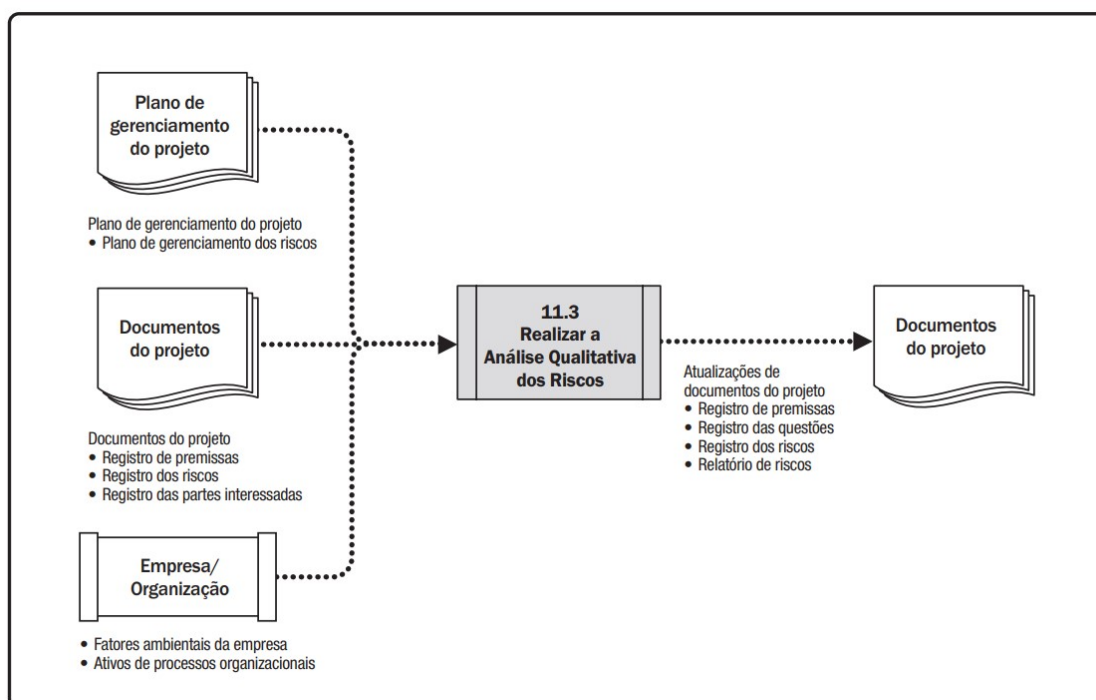 Plano de
gerenciamento
do projeto
Plano de gerenciamento do projeto
• Plano de gerenciamento dos riscos
Documentos
do projeto
Documentos do projeto
• Registro de premissas
• Registro dos riscos
• Registro das partes interessadas
Empresa/
Organização
• Fatores ambientais da empresa
• Ativos de processos organizacionais
11.3
Realizar a
Análise Qualitativa
dos Riscos
Atualizações de
documentos do projeto
• Registro de premissas
• Registro das questões
• Registro dos riscos
• Relatório de riscos
Documentos
do projeto